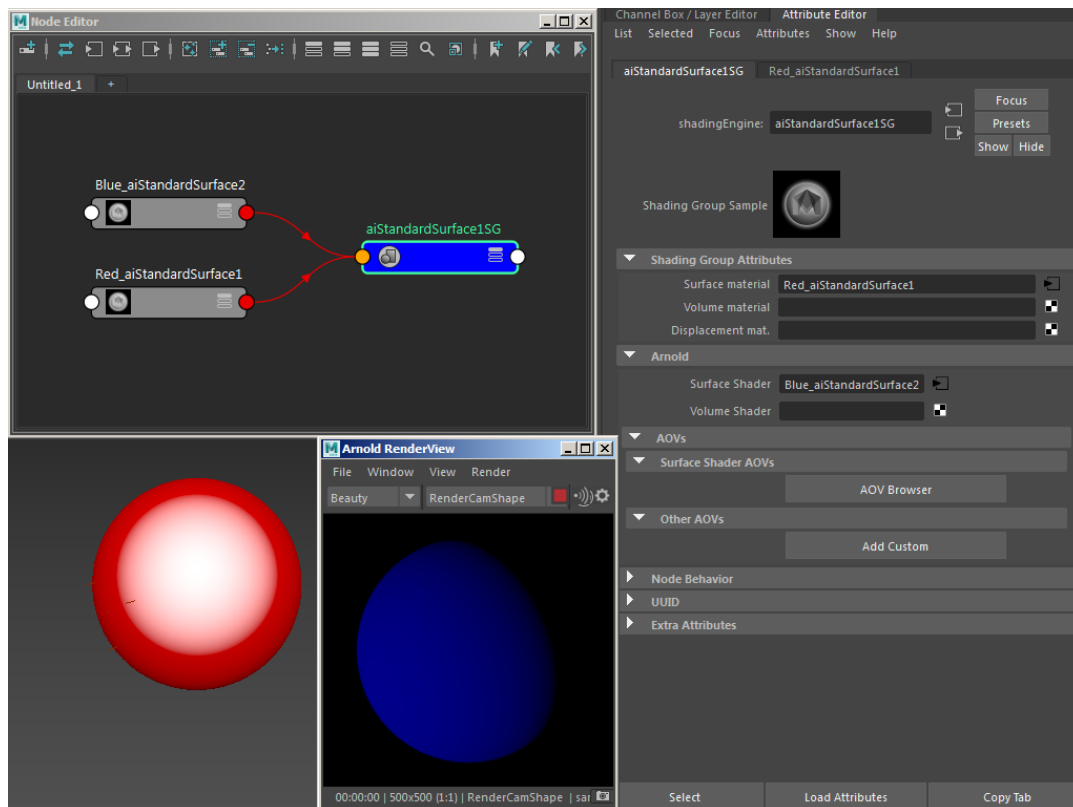 Node Editor
Untitled_1 +
Blue_aiStandardSurface2
aiStandardSurface1SG
Red_aiStandardSurface1
Channel Box / Layer Editor Attribute Editor
List Selected Focus Attributes Show Help
aiStandardSurface1SG Red_aiStandardSurface1
Focus
shadingEngine: aiStandardSurface1SG
Presets
Show Hide
Shading Group Sample
Shading Group Attributes
Surface material Red_aiStandardSurface1
Volume material
Displacement mat.
Arnold
Surface Shader Blue_aiStandardSurface2
Volume Shader
AOVs
Surface Shader AOVs
AOV Browser
Other AOVs
Add Custom
Node Behavior
UUID
Extra Attributes
Select Load Attributes Copy Tab
Arnold RenderView
File Window View Render
Beauty RenderCamShape
00:00:00 | 500x500 (1:1) | RenderCamShape | sar